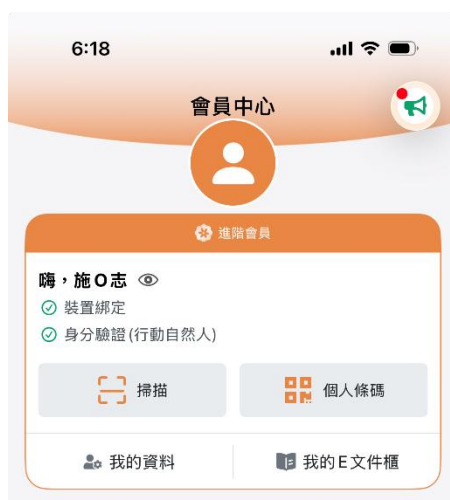 6:18
會員中心
進階會員
嗨，施O志
裝置綁定
身分驗證(行動自然人)
掃描
個人條碼
我的資料
我的E文件櫃